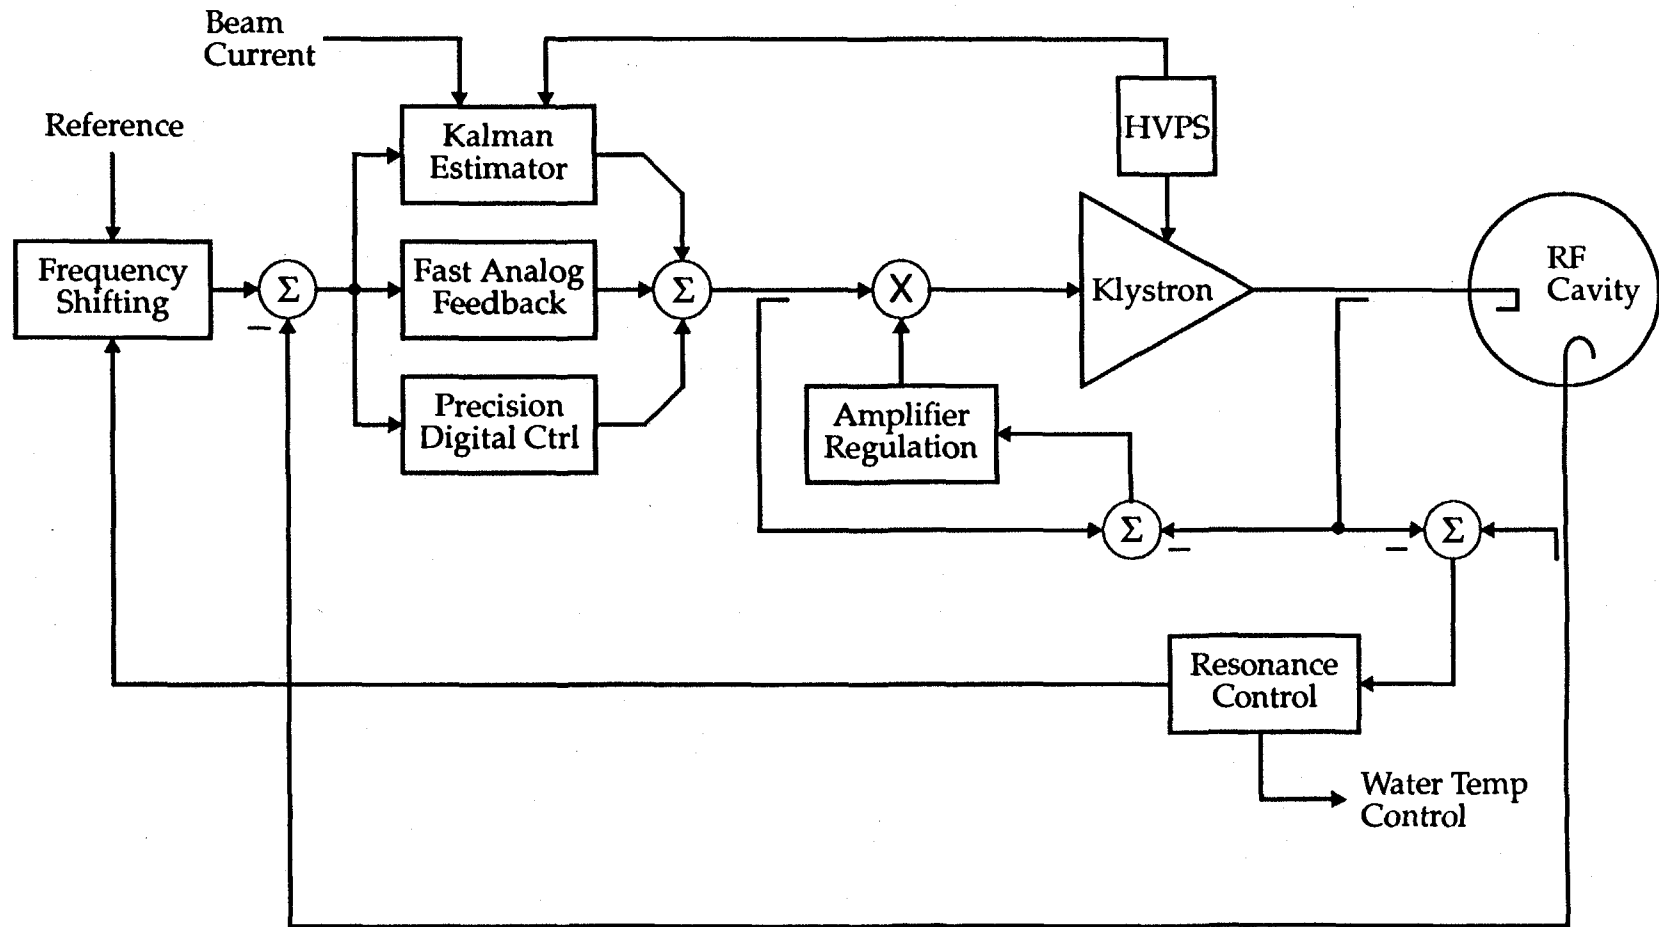 Beam
Current
Reference
Kalman
Estimator
HVPS
Frequency
Shifting
Σ
−
Fast Analog
Feedback
Σ
X
Klystron
RF
Cavity
Precision
Digital Ctrl
Amplifier
Regulation
Σ
−
−
Σ
Resonance
Control
Water Temp
Control